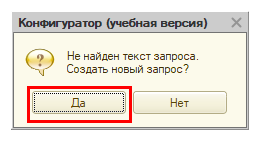 Конфигуратор (учебная версия)
Не найден текст запроса.
Создать новый запрос?
Да
Нет